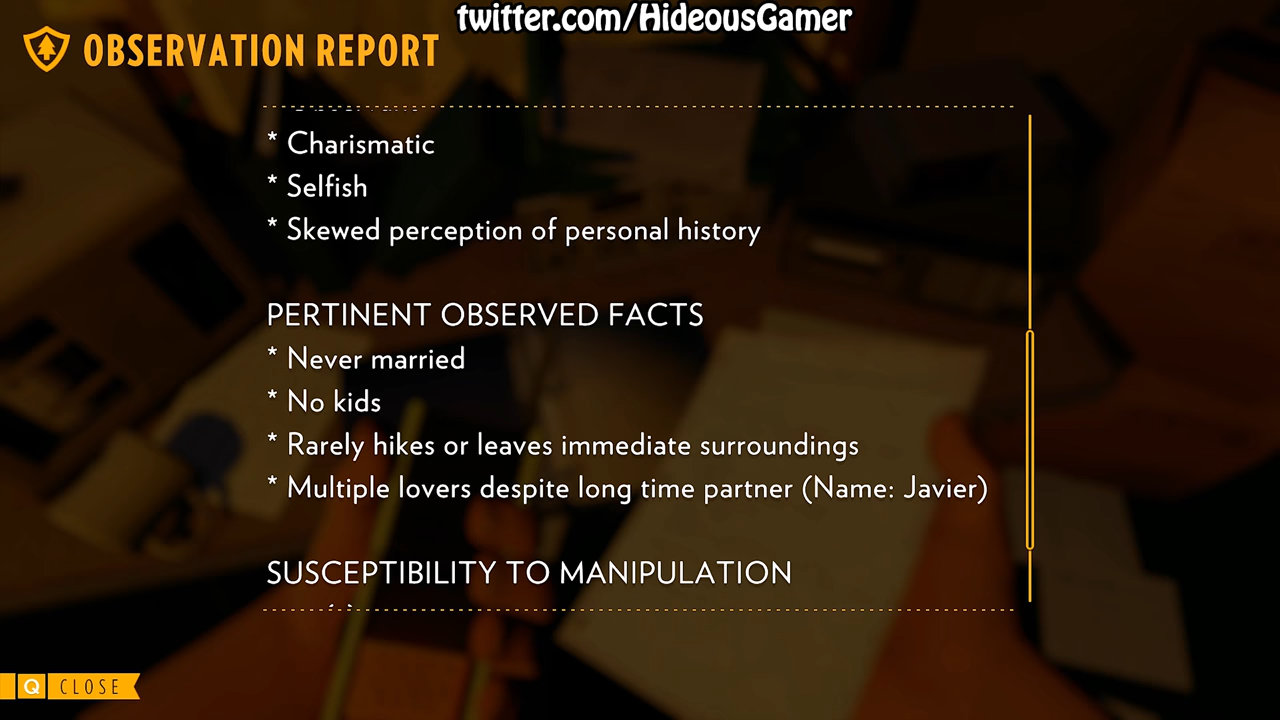 twitter.com/HideousGamer
OBSERVATION REPORT
* Charismatic
* Selfish
* Skewed perception of personal history
PERTINENT OBSERVED FACTS
* Never married
* No kids
* Rarely hikes or leaves immediate surroundings
* Multiple lovers despite long time partner (Name: Javier)
SUSCEPTIBILITY TO MANIPULATION
Q CLOSE